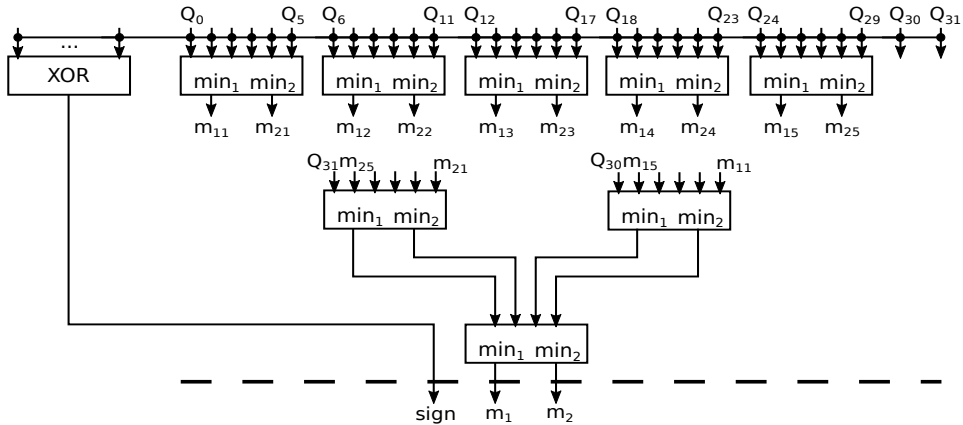 Q0 Q5 Q6 Q11 Q12 Q17 Q18 Q23 Q24 Q29 Q30 Q31
...
XOR min1 min2 min1 min2 min1 min2 min1 min2 min1 min2
m11 m21 m12 m22 m13 m23 m14 m24 m15 m25
Q31 m25 m21 Q30 m15 m11
min1 min2 min1 min2
min1 min2
sign m1 m2